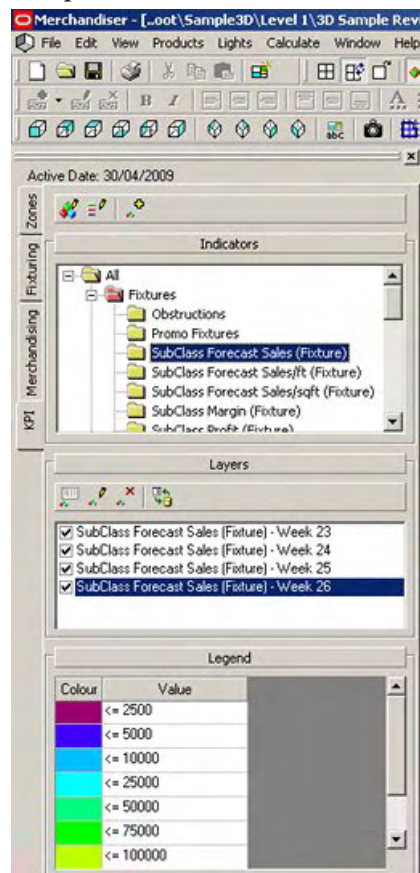 Merchandiser - [..oot\Sample3D\Level 1\3D Sample Rev
File Edit View Products Lights Calculate Window Help
B I A
abc
Active Date: 30/04/2009
Zones
Fixturing
Merchandising
KPI
Indicators
All
Fixtures
Obstructions
Promo Fixtures
SubClass Forecast Sales (Fixture)
SubClass Forecast Sales/ft (Fixture)
SubClass Forecast Sales/sqft (Fixture)
SubClass Margin (Fixture)
SubClass Profit (Fixture)
Layers
SubClass Forecast Sales (Fixture) - Week 23
SubClass Forecast Sales (Fixture) - Week 24
SubClass Forecast Sales (Fixture) - Week 25
SubClass Forecast Sales (Fixture) - Week 26
Legend
Colour Value
<= 2500
<= 5000
<= 10000
<= 25000
<= 50000
<= 75000
<= 100000